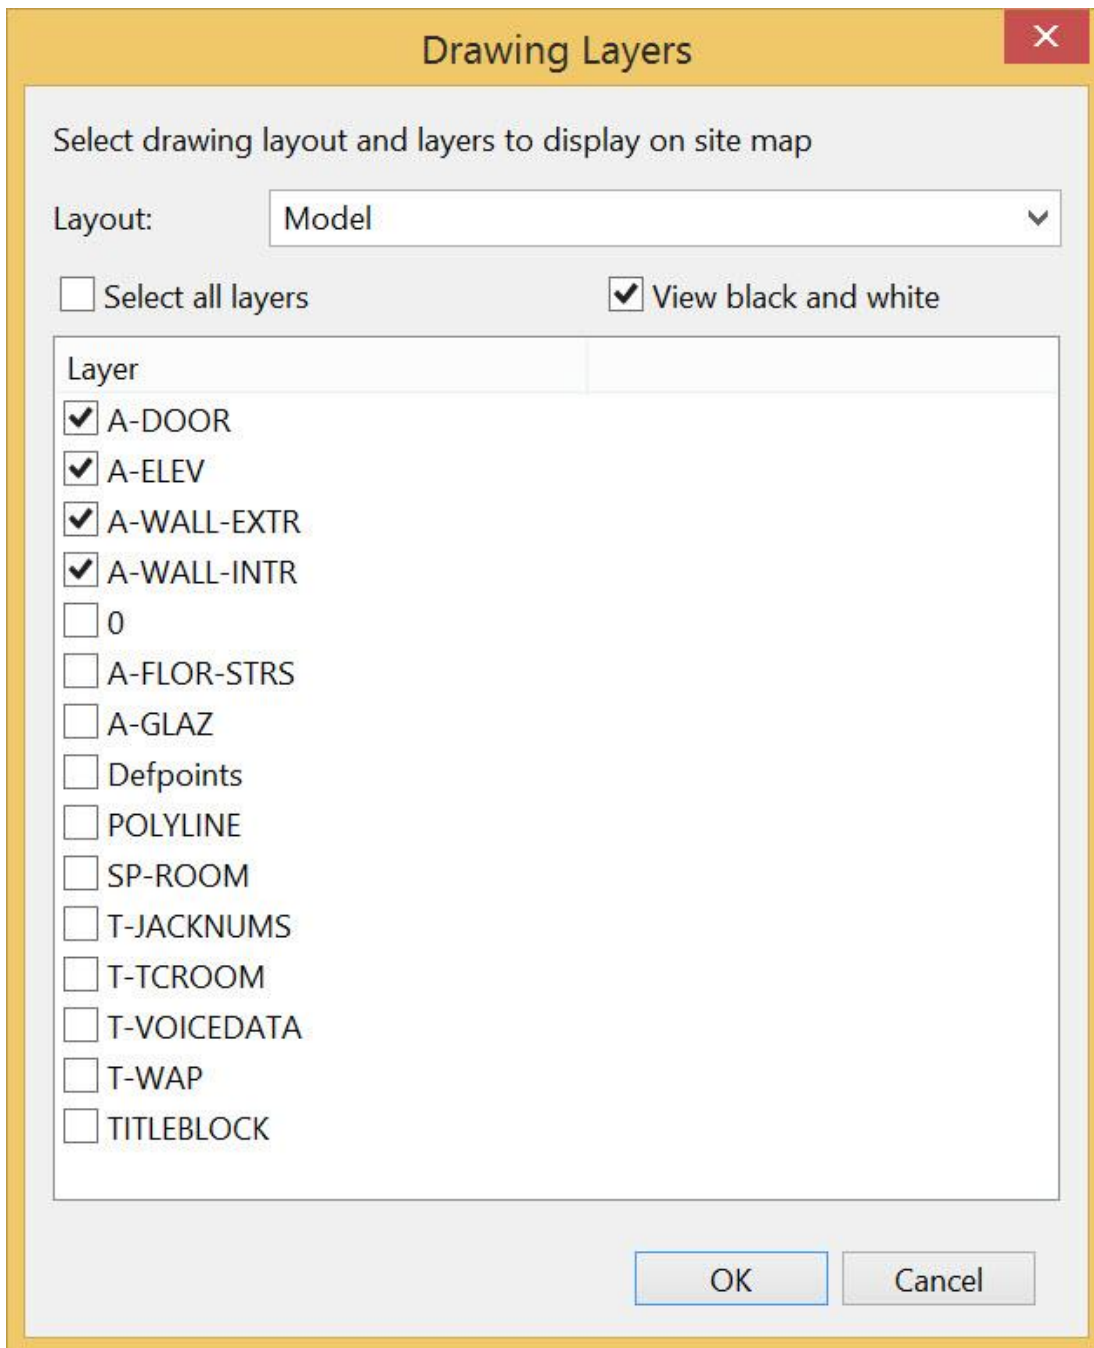 Drawing Layers
Select drawing layout and layers to display on site map
Layout: Model
Select all layers View black and white
Layer
A-DOOR
A-ELEV
A-WALL-EXTR
A-WALL-INTR
0
A-FLOR-STRS
A-GLAZ
Defpoints
POLYLINE
SP-ROOM
T-JACKNUMS
T-TCROOM
T-VOICEDATA
T-WAP
TITLEBLOCK
OK Cancel